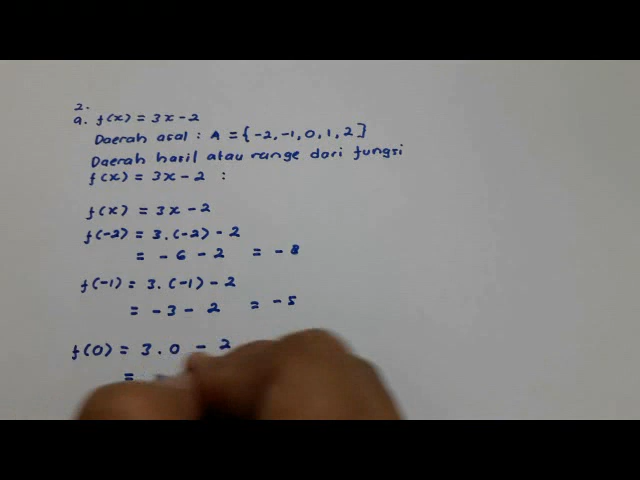 2.
a. f(x) = 3x - 2
Daerah asal : A = {-2, -1, 0, 1, 2}
Daerah hasil atau range dari fungsi
f(x) = 3x - 2 :
f(x) = 3x - 2
f(-2) = 3.(-2) - 2
= -6 - 2 = -8
f(-1) = 3.(-1) - 2
= -3 - 2 = -5
f(0) = 3.0 - 2
=